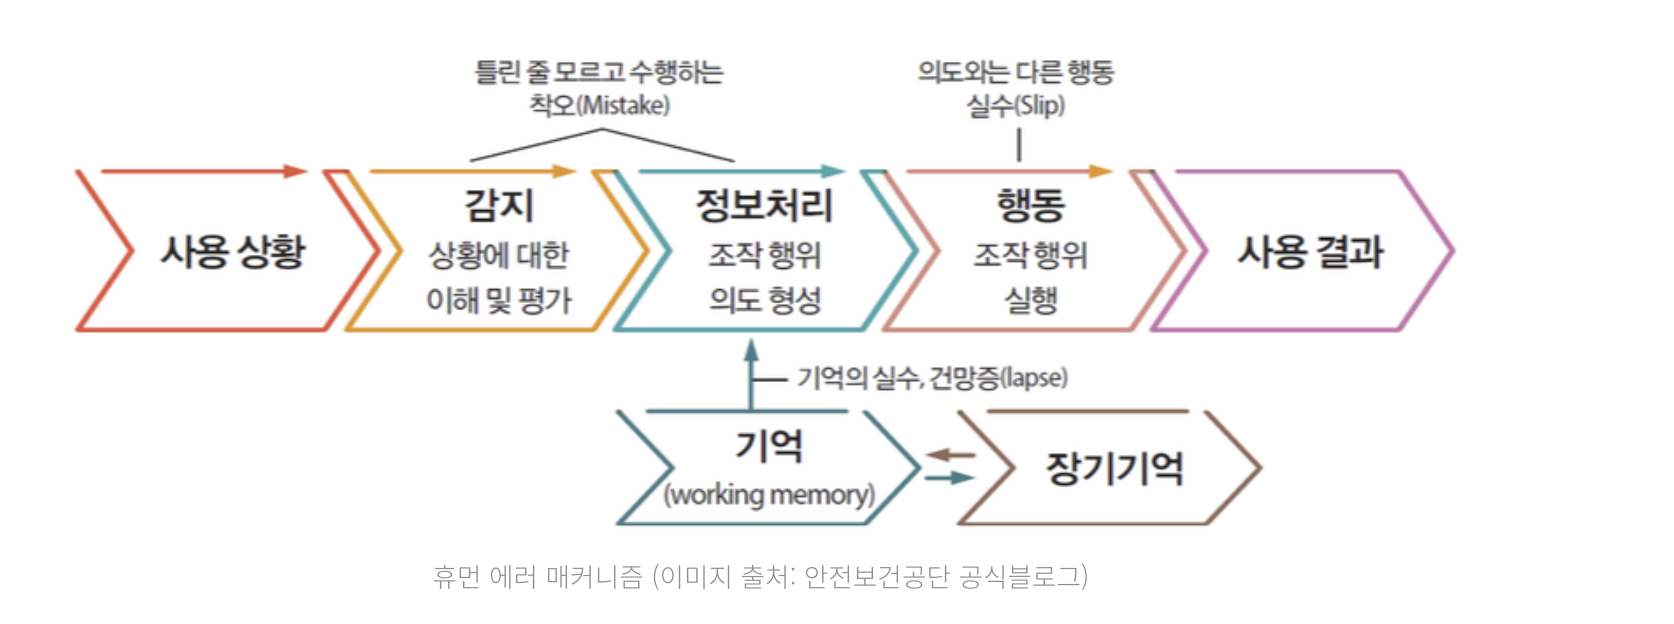 틀린 줄 모르고 수행하는
착오(Mistake)
의도와는 다른 행동
실수(Slip)
사용 상황
감지
상황에 대한
이해 및 평가
정보처리
조작 행위
의도 형성
행동
조작 행위
실행
사용 결과
기억의 실수, 건망증(lapse)
기억
(working memory)
장기기억
휴먼 에러 매커니즘 (이미지 출처: 안전보건공단 공식블로그)